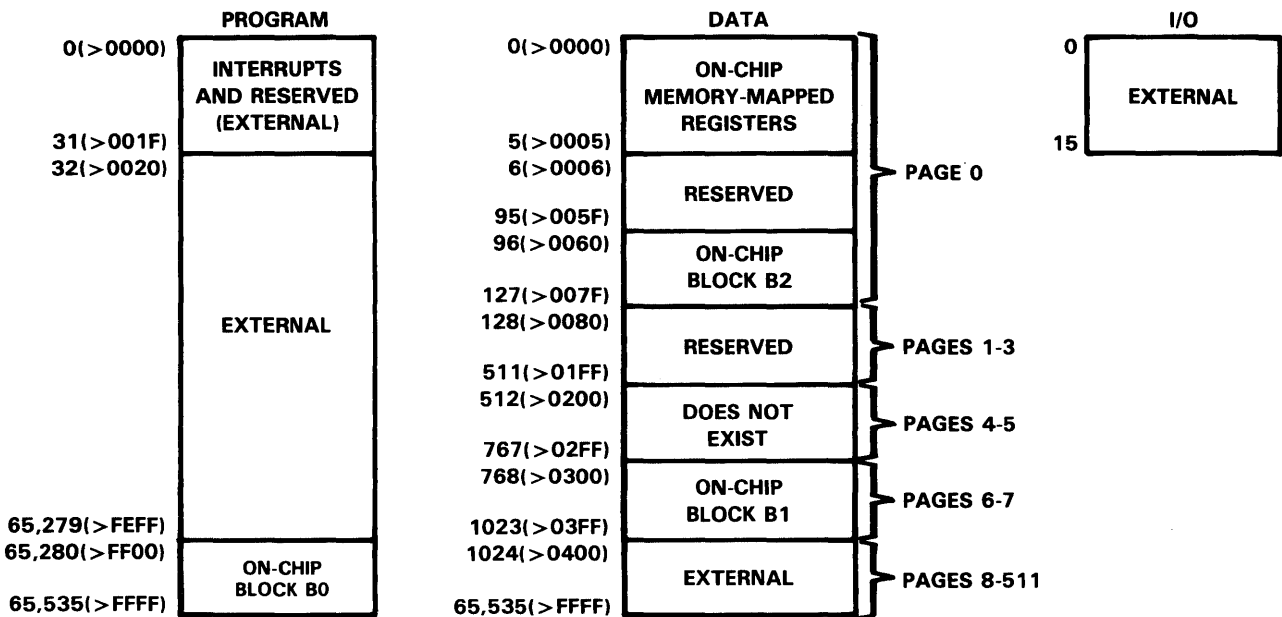 PROGRAM
0(>0000)
INTERRUPTS
AND RESERVED
(EXTERNAL)
31(>001F)
32(>0020)
EXTERNAL
65,279(>FEFF)
65,280(>FF00)
ON-CHIP
BLOCK B0
65,535(>FFFF)
DATA
0(>0000)
ON-CHIP
MEMORY-MAPPED
REGISTERS
5(>0005)
6(>0006)
RESERVED
95(>005F)
96(>0060)
ON-CHIP
BLOCK B2
127(>007F)
PAGE 0
128(>0080)
RESERVED
511(>01FF)
PAGES 1-3
512(>0200)
DOES NOT
EXIST
767(>02FF)
PAGES 4-5
768(>0300)
ON-CHIP
BLOCK B1
1023(>03FF)
PAGES 6-7
1024(>0400)
EXTERNAL
65,535(>FFFF)
PAGES 8-511
I/O
0
EXTERNAL
15